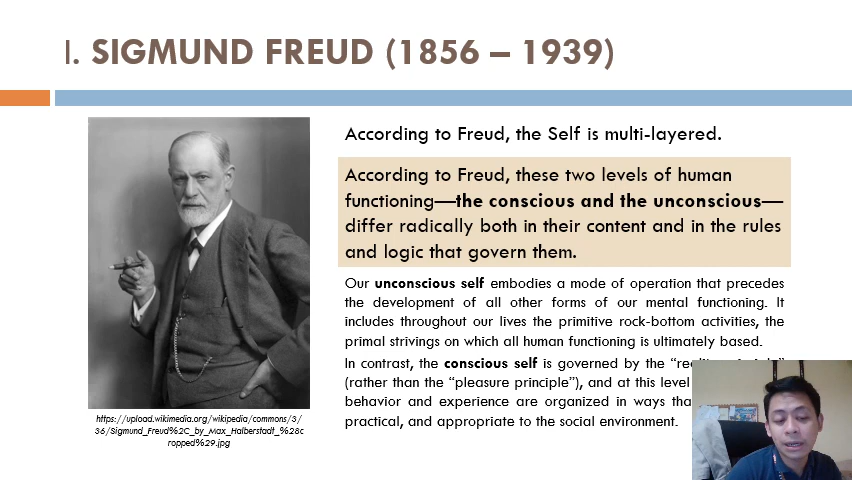 I. SIGMUND FREUD (1856 – 1939)
According to Freud, the Self is multi-layered.
According to Freud, these two levels of human
functioning—the conscious and the unconscious—
differ radically both in their content and in the rules
and logic that govern them.
Our unconscious self embodies a mode of operation that precedes
the development of all other forms of our mental functioning. It
includes throughout our lives the primitive rock-bottom activities, the
primal strivings on which all human functioning is ultimately based.
In contrast, the conscious self is governed by the
(rather than the “pleasure principle”), and at this level
behavior and experience are organized in ways
practical, and appropriate to the social environment.
https://upload.wikimedia.org/wikipedia/commons/3/
36/Sigmund_Freud%2C_by_Max_Halberstadt_%28c
ropped%29.jpg